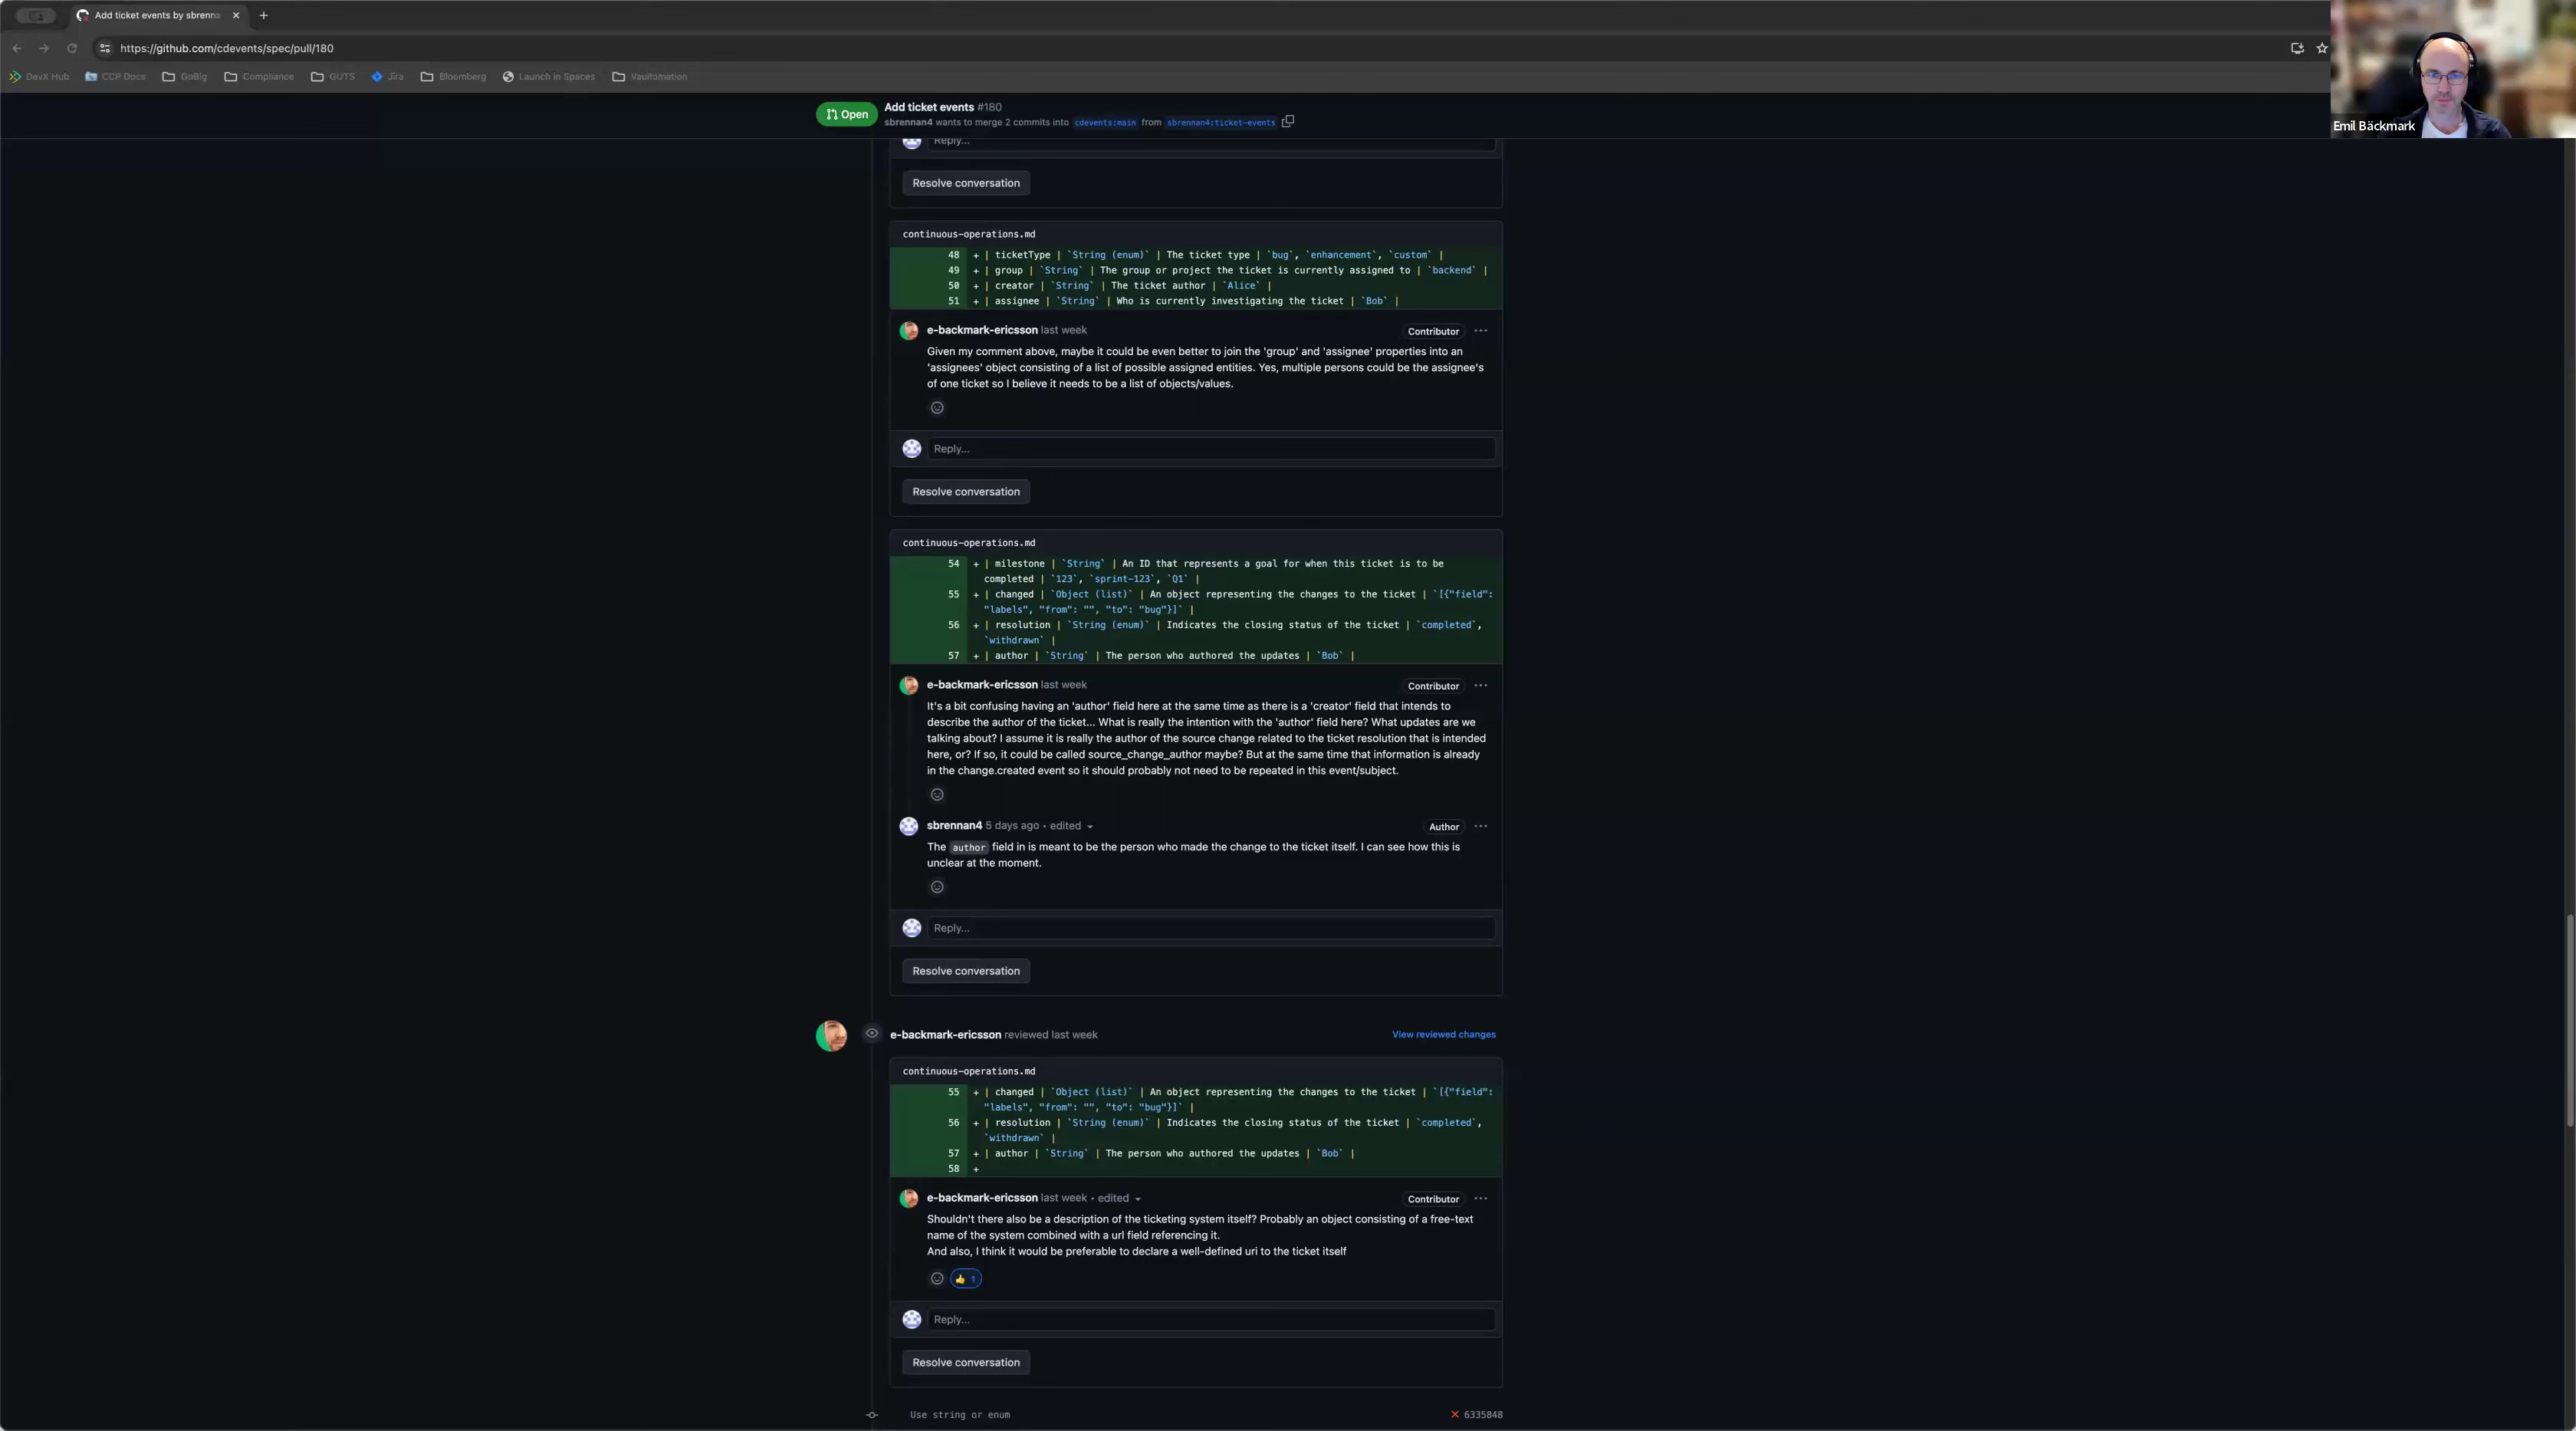 Add ticket events by sbrenna
https://github.com/cdevents/spec/pull/180
DevX Hub
CCP Docs
GoBig
Compliance
GUTS
Jira
Bloomberg
Launch in Spaces
Vaultomation
Emil Bäckmark
Open
Add ticket events #180
sbrennan4 wants to merge 2 commits into cdevents:main from sbrennan4:ticket-events
Reply...
Resolve conversation
continuous-operations.md
48 + | ticketType | `String (enum)` | The ticket type | `bug`, `enhancement`, `custom` |
49 + | group | `String` | The group or project the ticket is currently assigned to | `backend` |
50 + | creator | `String` | The ticket author | `Alice` |
51 + | assignee | `String` | Who is currently investigating the ticket | `Bob` |
e-backmark-ericsson last week
Contributor
Given my comment above, maybe it could be even better to join the 'group' and 'assignee' properties into an
'assignees' object consisting of a list of possible assigned entities. Yes, multiple persons could be the assignee's
of one ticket so I believe it needs to be a list of objects/values.
Reply...
Resolve conversation
continuous-operations.md
54 + | milestone | `String` | An ID that represents a goal for when this ticket is to be
completed | `123`, `sprint-123`, `Q1` |
55 + | changed | `Object (list)` | An object representing the changes to the ticket | `[{"field":
"labels", "from": "", "to": "bug"}]` |
56 + | resolution | `String (enum)` | Indicates the closing status of the ticket | `completed`,
`withdrawn` |
57 + | author | `String` | The person who authored the updates | `Bob` |
e-backmark-ericsson last week
Contributor
It's a bit confusing having an 'author' field here at the same time as there is a 'creator' field that intends to
describe the author of the ticket... What is really the intention with the 'author' field here? What updates are we
talking about? I assume it is really the author of the source change related to the ticket resolution that is intended
here, or? If so, it could be called source_change_author maybe? But at the same time that information is already
in the change.created event so it should probably not need to be repeated in this event/subject.
sbrennan4 5 days ago • edited
Author
The author field in is meant to be the person who made the change to the ticket itself. I can see how this is
unclear at the moment.
Reply...
Resolve conversation
e-backmark-ericsson reviewed last week
View reviewed changes
continuous-operations.md
55 + | changed | `Object (list)` | An object representing the changes to the ticket | `[{"field":
"labels", "from": "", "to": "bug"}]` |
56 + | resolution | `String (enum)` | Indicates the closing status of the ticket | `completed`,
`withdrawn` |
57 + | author | `String` | The person who authored the updates | `Bob` |
58 +
e-backmark-ericsson last week • edited
Contributor
Shouldn't there also be a description of the ticketing system itself? Probably an object consisting of a free-text
name of the system combined with a url field referencing it.
And also, I think it would be preferable to declare a well-defined uri to the ticket itself
1
Reply...
Resolve conversation
Use string or enum
6335848